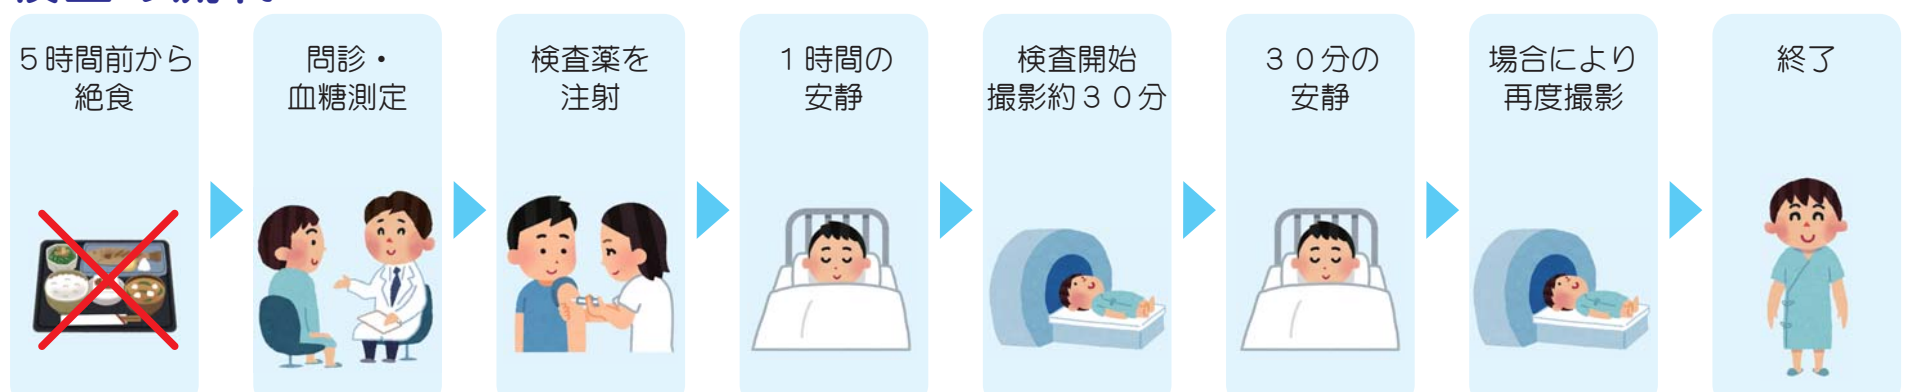 ５時間前から
絶食
問診・
血糖測定
検査薬を
注射
１時間の
安静
検査開始
撮影約３０分
３０分の
安静
場合により
再度撮影
終了